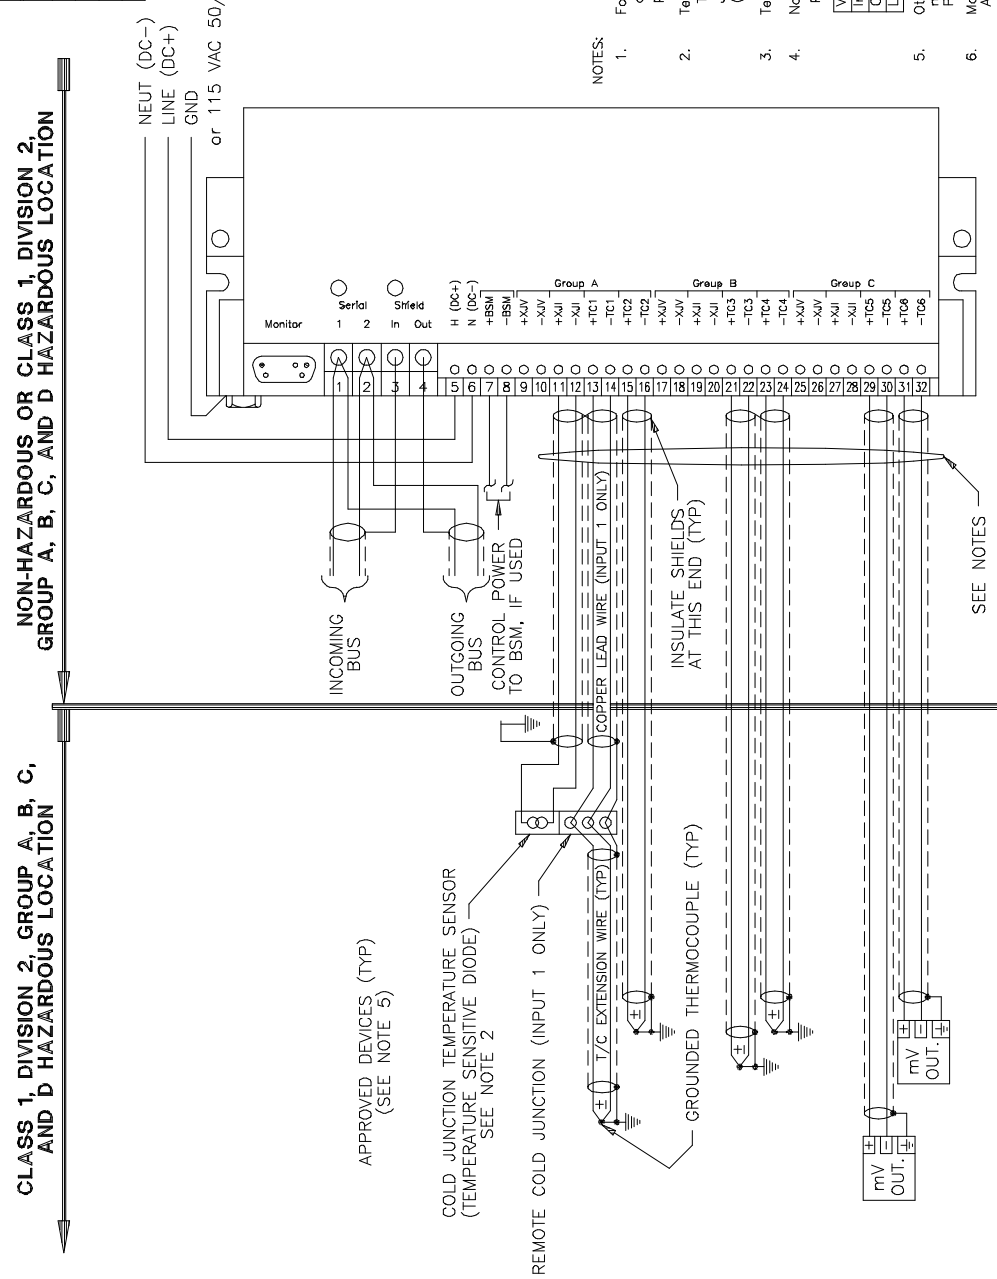 NON-HAZARDOUS OR CLASS 1, DIVISION 2,
GROUP A, B, C, AND D HAZARDOUS LOCATION
CLASS 1, DIVISION 2, GROUP A, B, C,
AND D HAZARDOUS LOCATION
NEUT (DC-)
LINE (DC+)
GND
or 115 VAC 50/
NOTES:
1. Fo
2. Te
3. Te
4. No
5. Ot
6. Mo
Monitor
Serial
1 2
Shield
In Out
H (DC+)
N (DC-)
+BSM
-BSM
Group A
+XJV
-XJV
+XJI
-XJI
+TC1
-TC1
+TC2
-TC2
Group B
+XJV
-XJV
+XJI
-XJI
+TC3
-TC3
+TC4
-TC4
Group C
+XJV
-XJV
+XJI
-XJI
+TC5
-TC5
+TC6
-TC6
1 2 3 4 5 6 7 8 9 10 11 12 13 14 15 16 17 18 19 20 21 22 23 24 25 26 27 28 29 30 31 32
INCOMING
BUS
OUTGOING
BUS
CONTROL POWER
TO BSM, IF USED
COPPER LEAD WIRE (INPUT 1 ONLY)
INSULATE SHIELDS
AT THIS END (TYP)
SEE NOTES
APPROVED DEVICES (TYP)
(SEE NOTE 5)
COLD JUNCTION TEMPERATURE SENSOR
(TEMPERATURE SENSITIVE DIODE)
SEE NOTE 2
REMOTE COLD JUNCTION (INPUT 1 ONLY)
T/C EXTENSION WIRE (TYP)
GROUNDED THERMOCOUPLE (TYP)
±
±
±
±
+
−
mV
OUT.
+
−
mV
OUT.